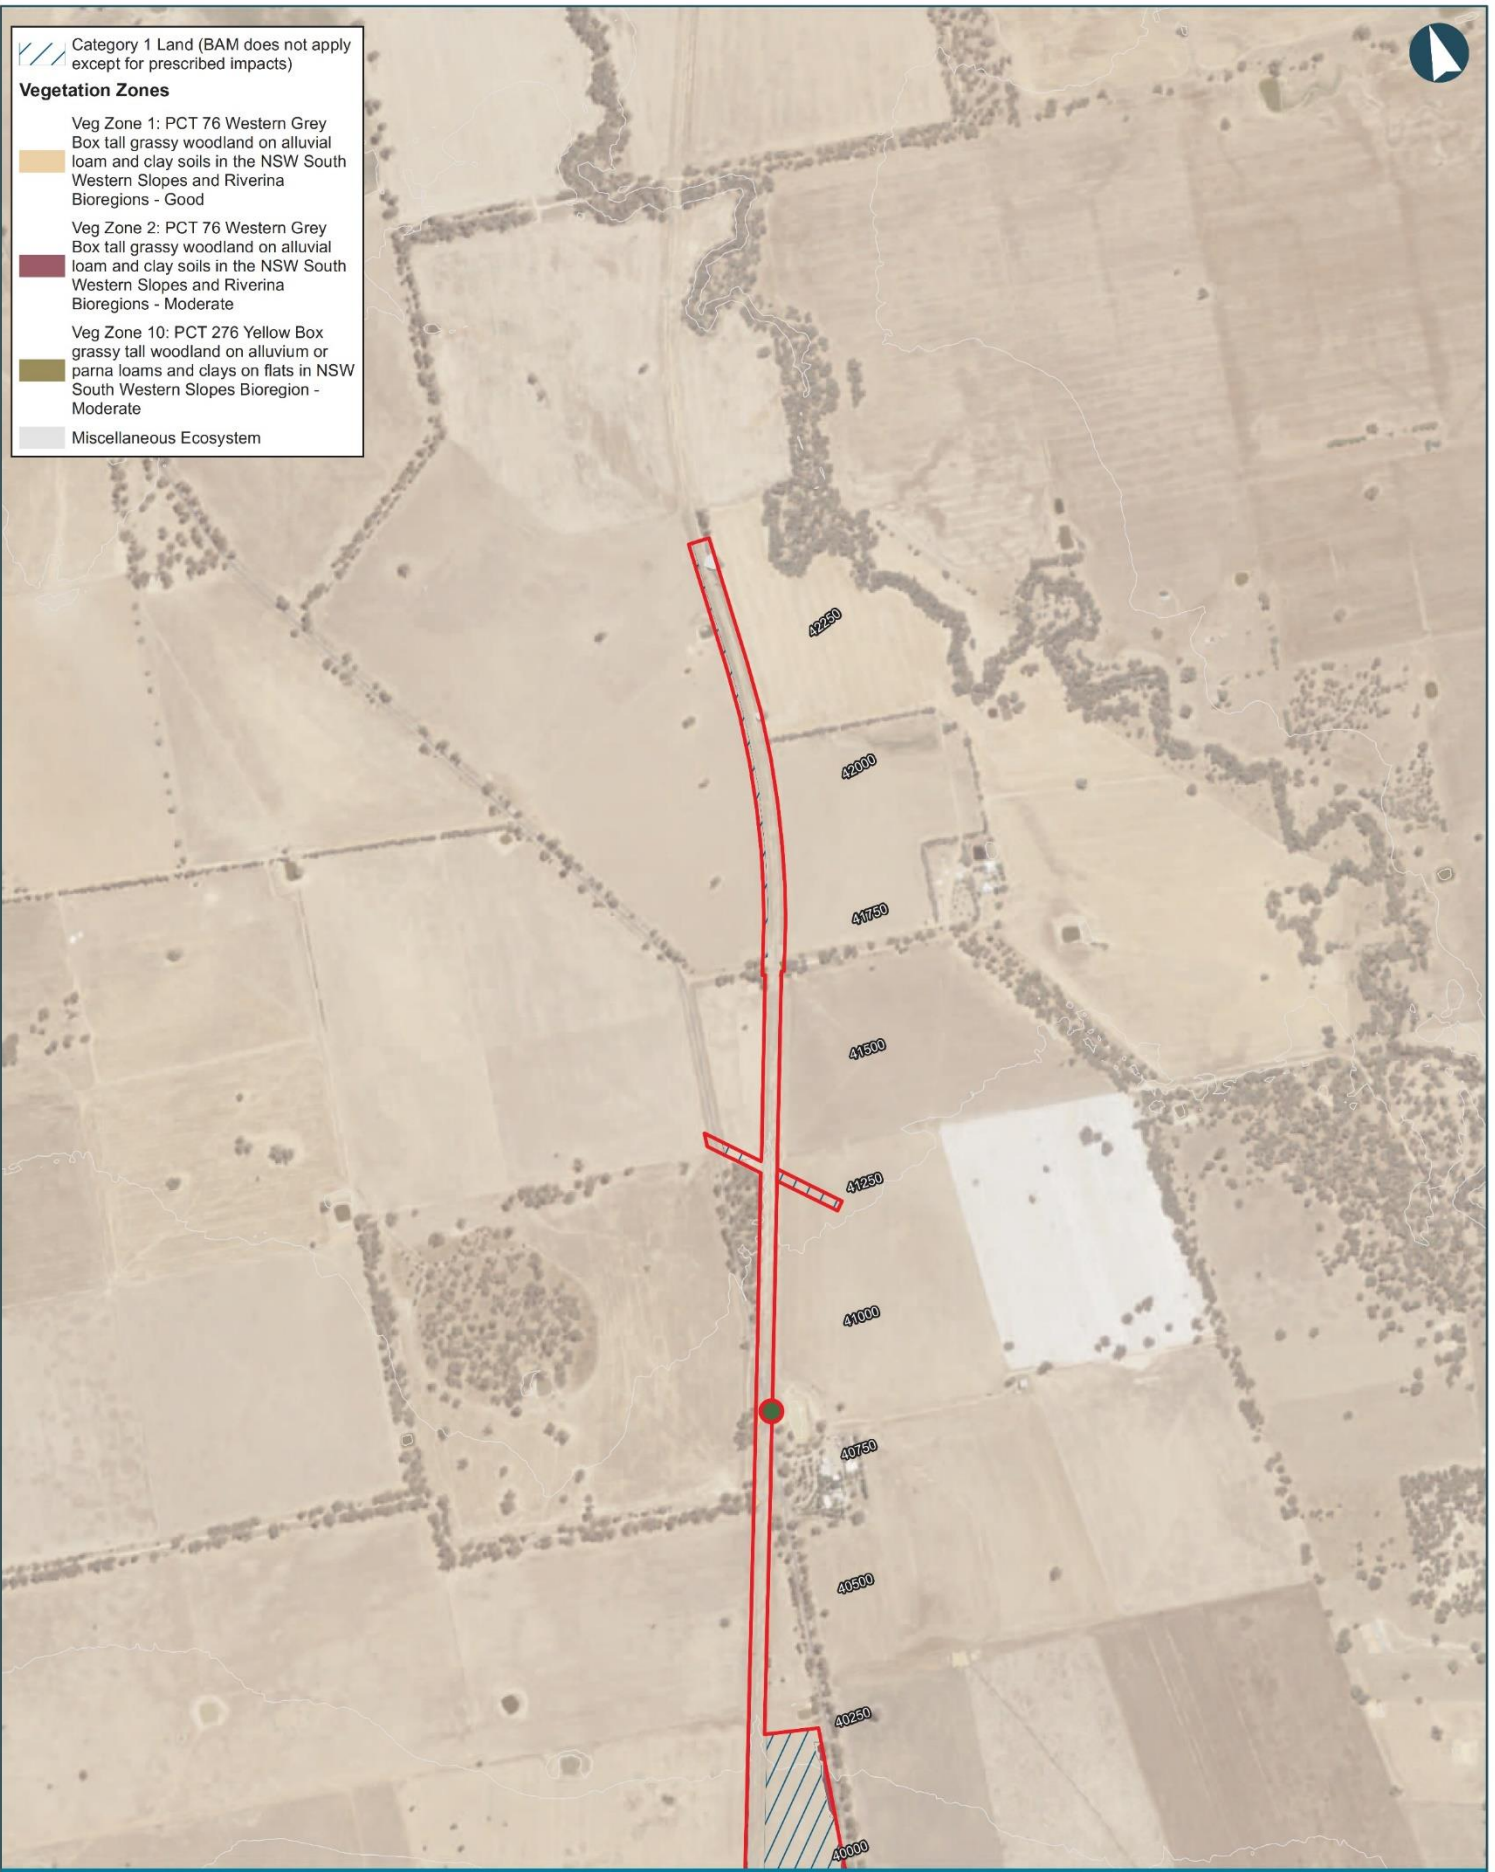 Category 1 Land (BAM does not apply
except for prescribed impacts)
Vegetation Zones
Veg Zone 1: PCT 76 Western Grey
Box tall grassy woodland on alluvial
loam and clay soils in the NSW South
Western Slopes and Riverina
Bioregions - Good
Veg Zone 2: PCT 76 Western Grey
Box tall grassy woodland on alluvial
loam and clay soils in the NSW South
Western Slopes and Riverina
Bioregions - Moderate
Veg Zone 10: PCT 276 Yellow Box
grassy tall woodland on alluvium or
parna loams and clays on flats in NSW
South Western Slopes Bioregion -
Moderate
Miscellaneous Ecosystem
42250
42000
41750
41500
41250
41000
40750
40500
40250
40000